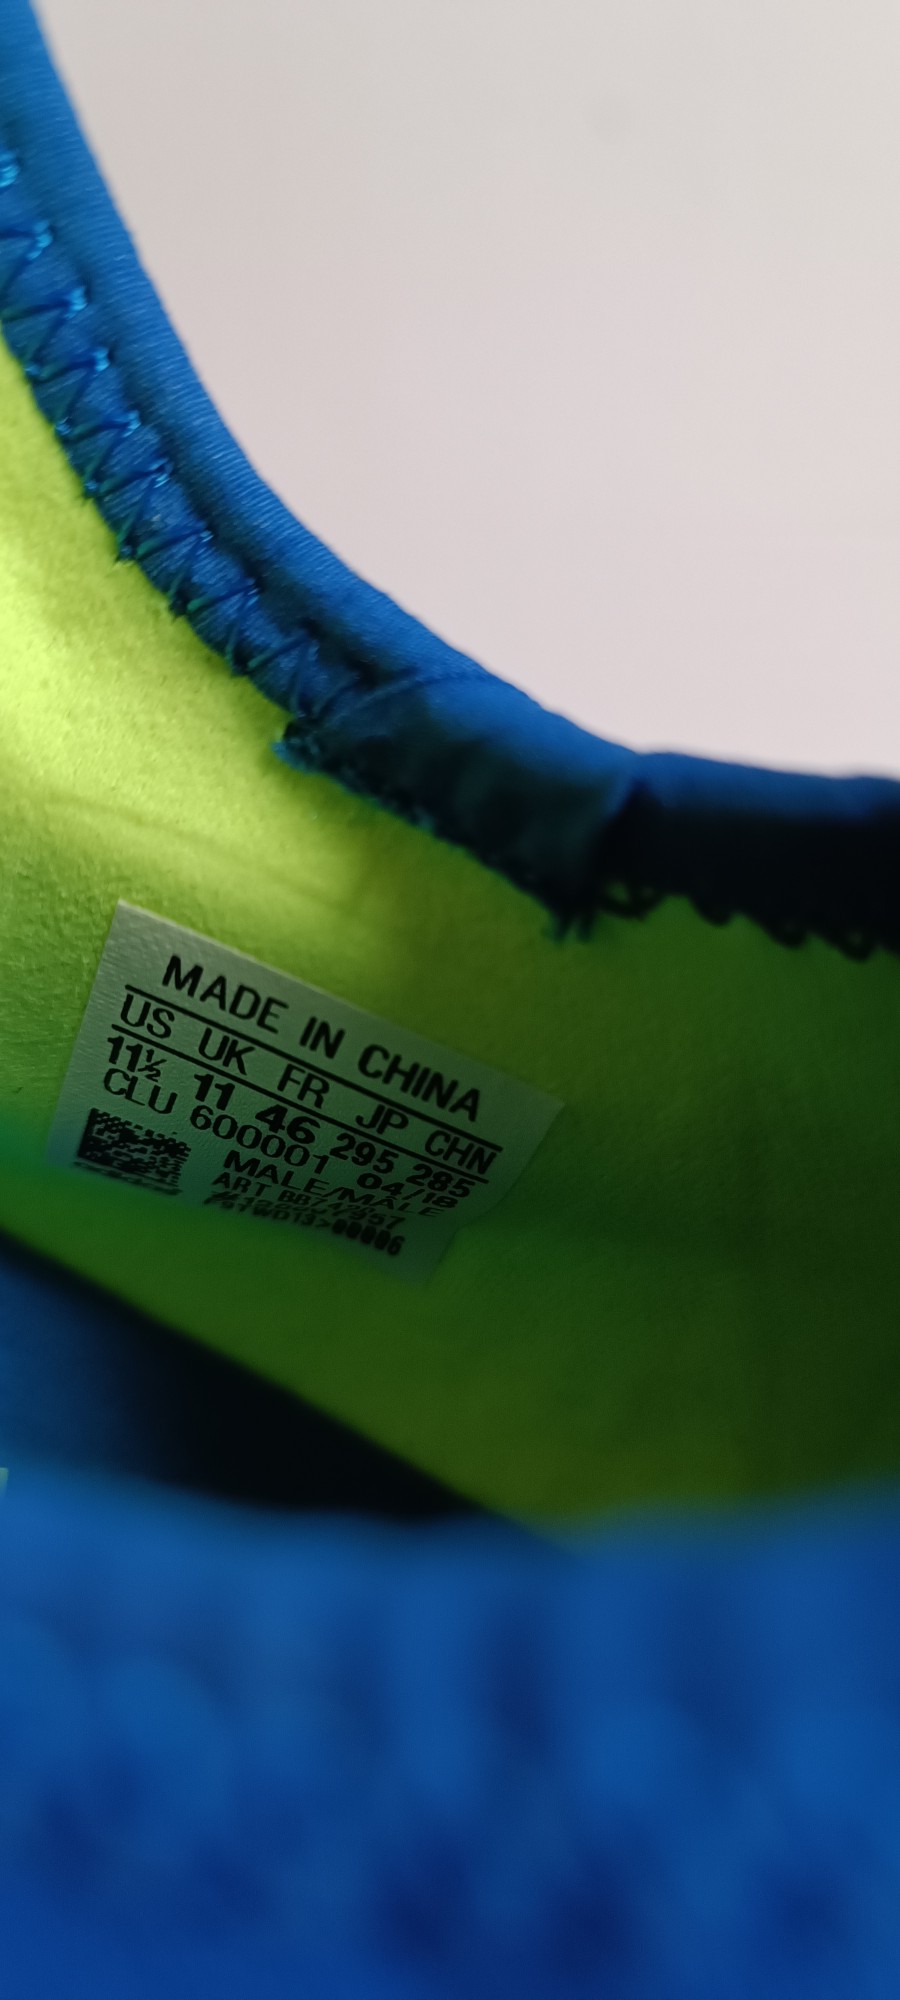 MADE IN CHINA
US UK FR JP CHN
11½ 11 46 295 285
CLU 600001 04/18
MALE/MALE
ART